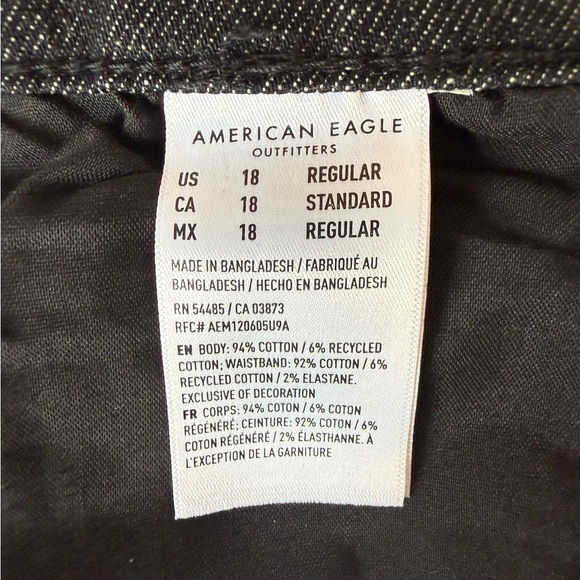 AMERICAN EAGLE
OUTFITTERS
US 18 REGULAR
CA 18 STANDARD
MX 18 REGULAR
MADE IN BANGLADESH / FABRIQUÉ AU
BANGLADESH / HECHO EN BANGLADESH
RN 54485 / CA 03873
RFC# AEM120605U9A
EN BODY: 94% COTTON / 6% RECYCLED
COTTON; WAISTBAND: 92% COTTON / 6%
RECYCLED COTTON / 2% ELASTANE.
EXCLUSIVE OF DECORATION
FR CORPS: 94% COTON / 6% COTON
RÉGÉNÉRÉ; CEINTURE: 92% COTON / 6%
COTON RÉGÉNÉRÉ / 2% ÉLASTHANNE. À
L'EXCEPTION DE LA GARNITURE